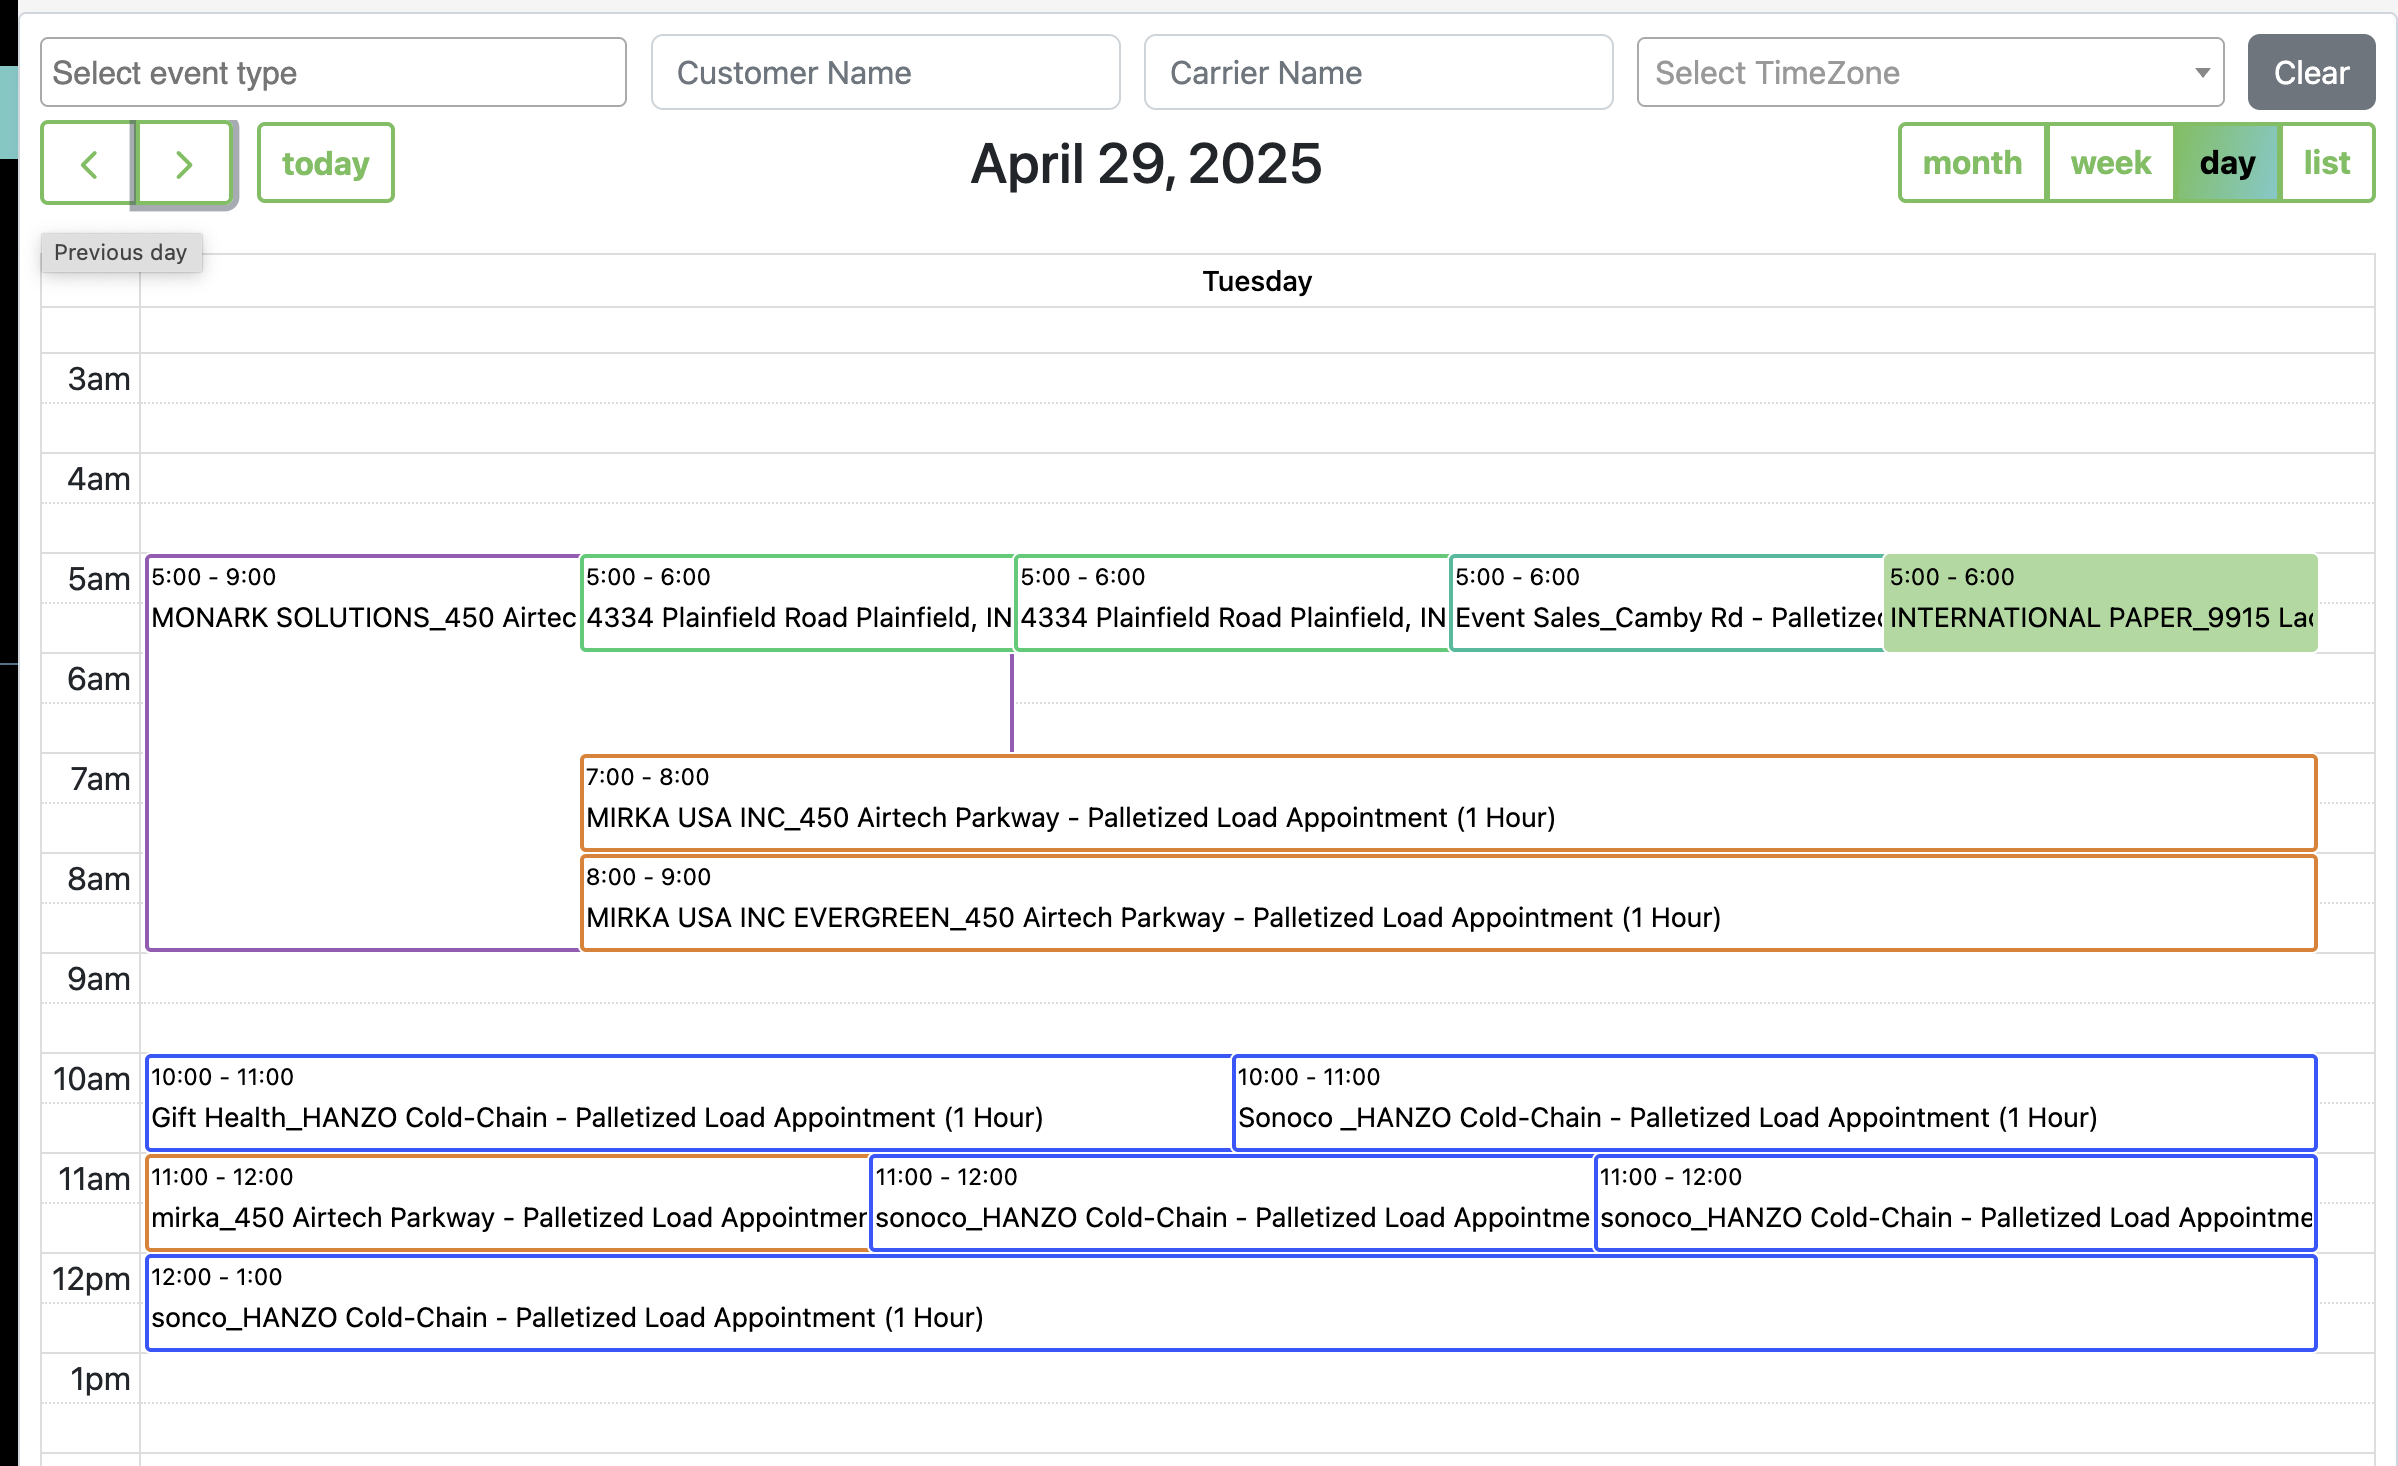 Select event type
Customer Name
Carrier Name
Select TimeZone
Clear
today
April 29, 2025
month
week
day
list
Previous day
Tuesday
3am
4am
5am
5:00 - 9:00
MONARK SOLUTIONS_450 Airtec
5:00 - 6:00
4334 Plainfield Road Plainfield, IN
5:00 - 6:00
4334 Plainfield Road Plainfield, IN
5:00 - 6:00
Event Sales_Camby Rd - Palletized
5:00 - 6:00
INTERNATIONAL PAPER_9915 Lac
6am
7am
7:00 - 8:00
MIRKA USA INC_450 Airtech Parkway - Palletized Load Appointment (1 Hour)
8am
8:00 - 9:00
MIRKA USA INC EVERGREEN_450 Airtech Parkway - Palletized Load Appointment (1 Hour)
9am
10am
10:00 - 11:00
Gift Health_HANZO Cold-Chain - Palletized Load Appointment (1 Hour)
10:00 - 11:00
Sonoco _HANZO Cold-Chain - Palletized Load Appointment (1 Hour)
11am
11:00 - 12:00
mirka_450 Airtech Parkway - Palletized Load Appointmer
11:00 - 12:00
sonoco_HANZO Cold-Chain - Palletized Load Appointme
11:00 - 12:00
sonoco_HANZO Cold-Chain - Palletized Load Appointme
12pm
12:00 - 1:00
sonco_HANZO Cold-Chain - Palletized Load Appointment (1 Hour)
1pm